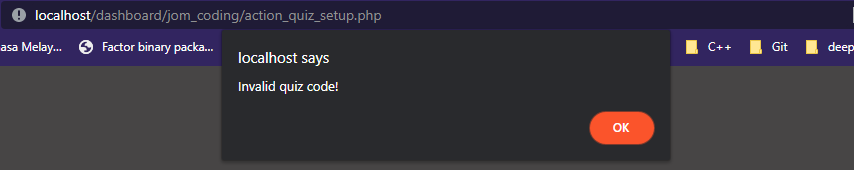 localhost/dashboard/jom_coding/action_quiz_setup.php
asa Melay... Factor binary packa... C++ Git deep
localhost says
Invalid quiz code!
OK